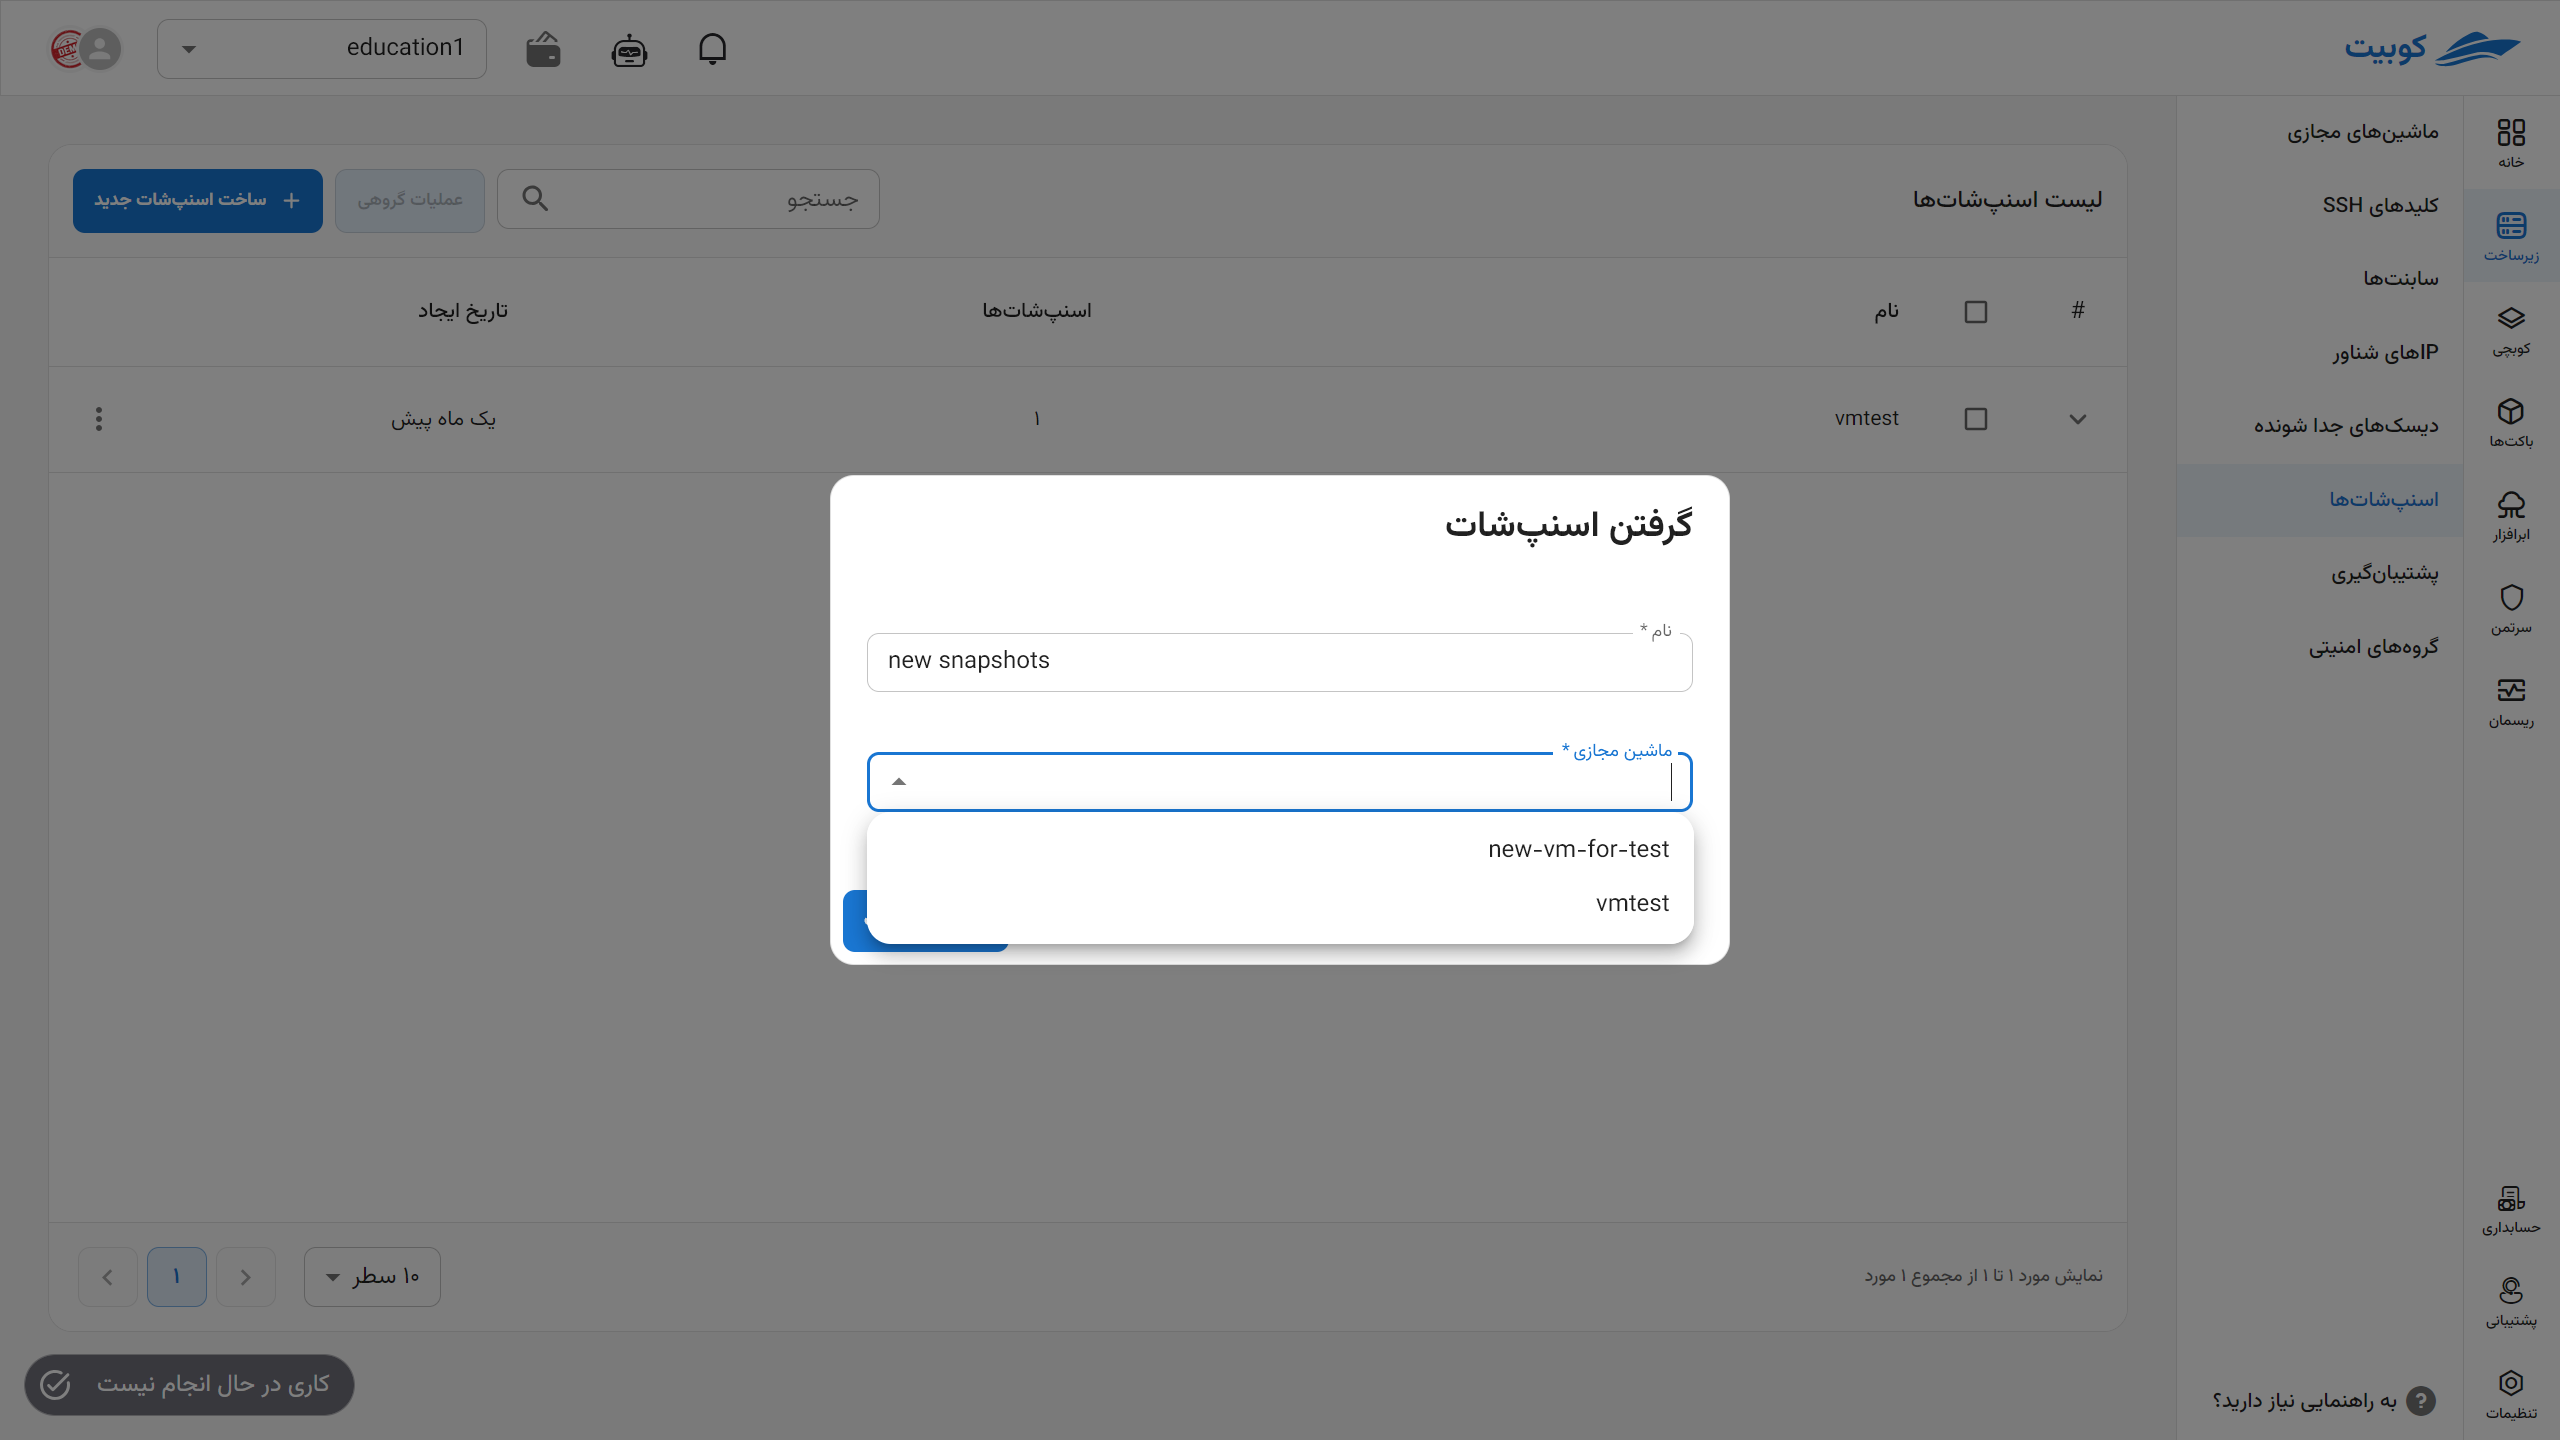 کوبیت
education1
خانه
زیرساخت
کوبچی
باکت‌ها
ابرافزار
سرتمن
ریسمان
حسابداری
پشتیبانی
تنظیمات
ماشین‌های مجازی
کلیدهای SSH
سابنت‌ها
IPهای شناور
دیسک‌های جدا شونده
اسنپ‌شات‌ها
پشتیبان‌گیری
گروه‌های امنیتی
به راهنمایی نیاز دارید؟
لیست اسنپ‌شات‌ها
جستجو
عملیات گروهی
ساخت اسنپ‌شات جدید
# نام اسنپ‌شات‌ها تاریخ ایجاد
vmtest ۱ یک ماه پیش
گرفتن اسنپ‌شات
نام *
new snapshots
ماشین مجازی *
new-vm-for-test
vmtest
نمایش مورد ۱ تا ۱ از مجموع ۱ مورد
۱۰ سطر
۱
کاری در حال انجام نیست